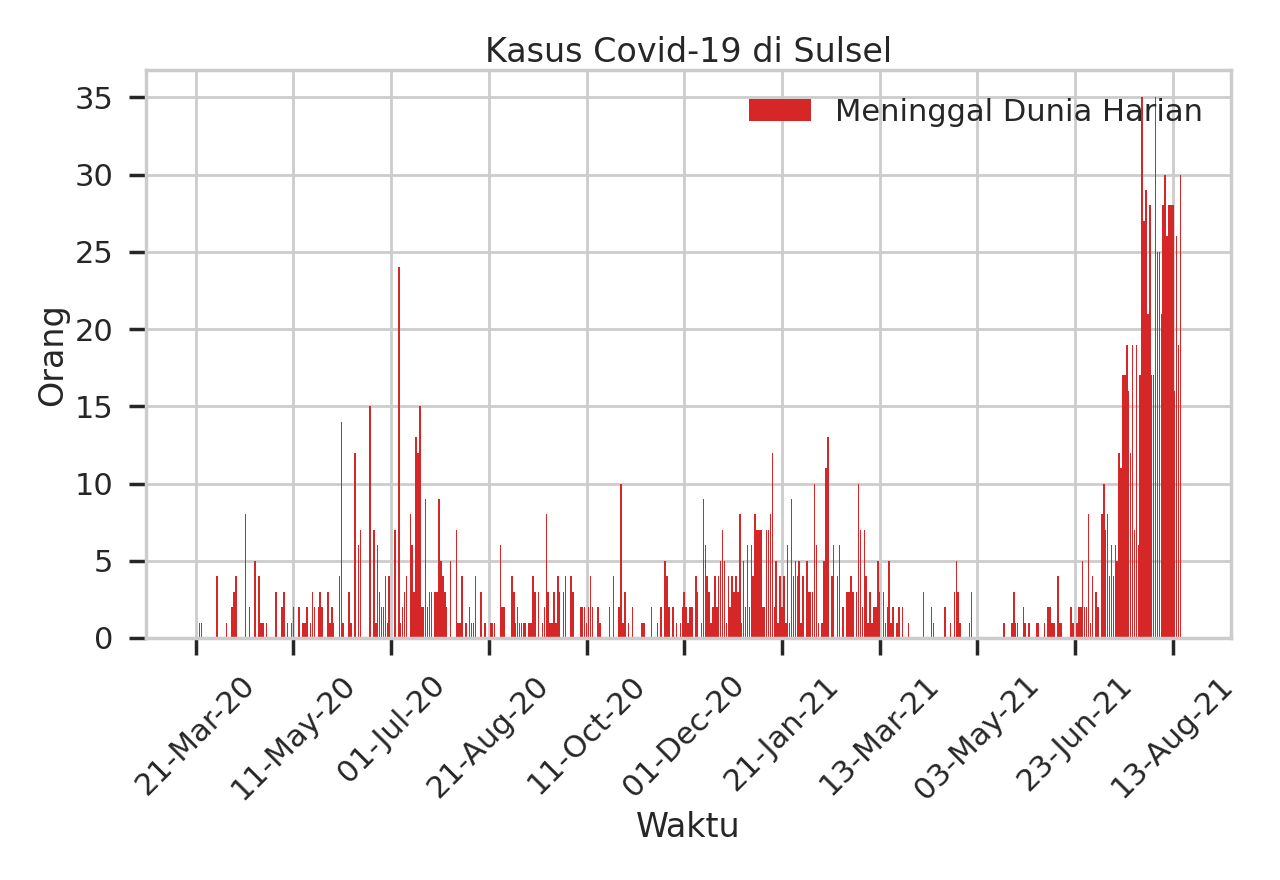 Kasus Covid-19 di Sulsel
Meninggal Dunia Harian
Orang
35
30
25
20
15
10
5
0
21-Mar-20
11-May-20
01-Jul-20
21-Aug-20
11-Oct-20
01-Dec-20
21-Jan-21
13-Mar-21
03-May-21
23-Jun-21
13-Aug-21
Waktu